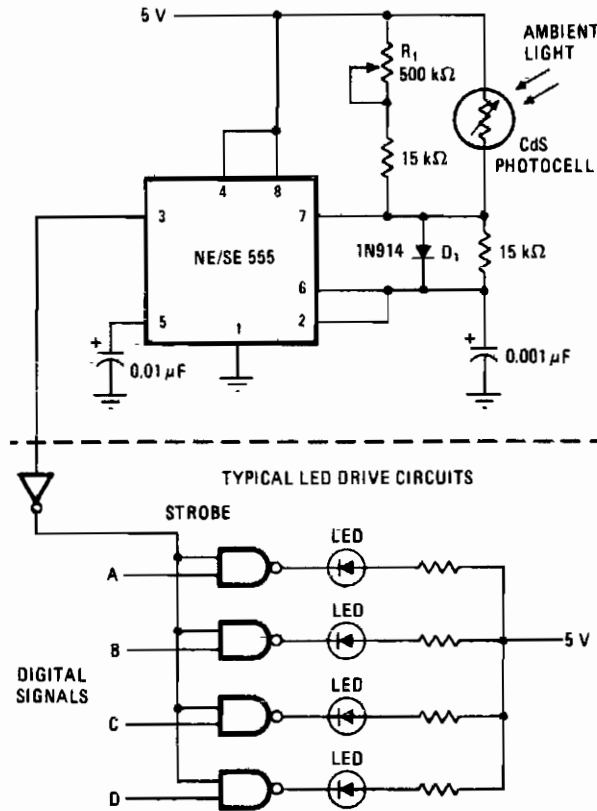 5 V
AMBIENT
LIGHT
R1
500 kΩ
CdS
PHOTOCELL
15 kΩ
4 8
3 7
NE/SE 555
1N914 D1 15 kΩ
6
5 1 2
+ 0.01 µF
+ 0.001 µF
TYPICAL LED DRIVE CIRCUITS
STROBE
LED
A
LED
B
5 V
DIGITAL
SIGNALS
LED
C
LED
D